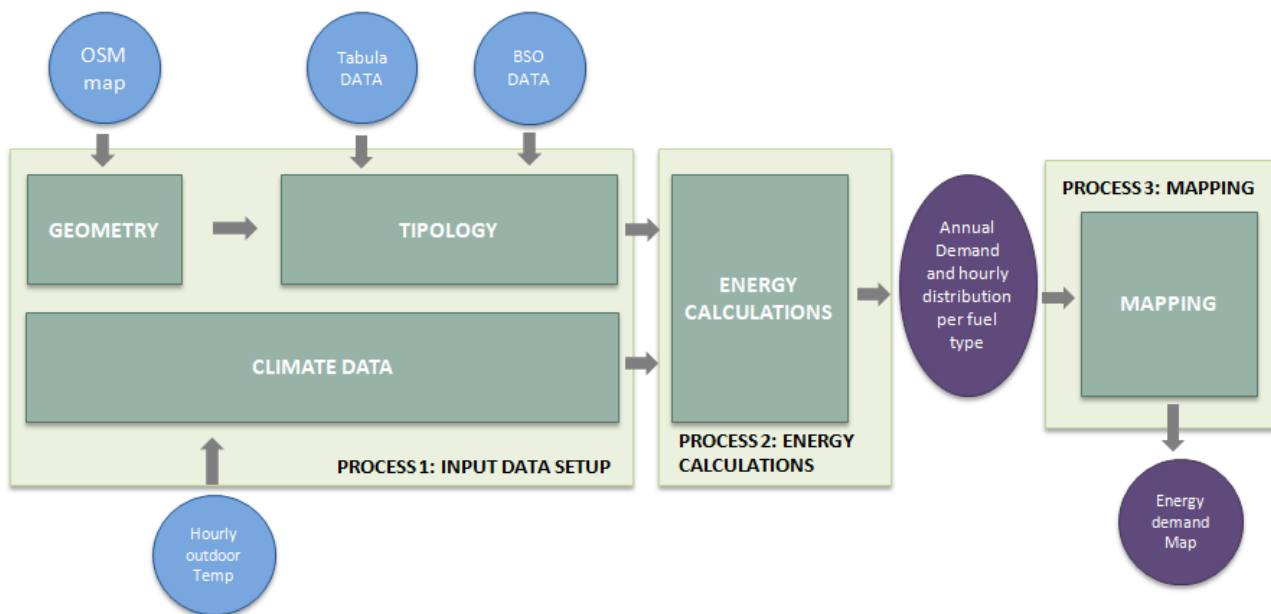 OSM
map
Tabula
DATA
BSO
DATA
GEOMETRY
TIPOLOGY
CLIMATE DATA
PROCESS 1: INPUT DATA SETUP
Hourly
outdoor
Temp
ENERGY
CALCULATIONS
PROCESS 2: ENERGY
CALCULATIONS
Annual
Demand
and hourly
distribution
per fuel
type
PROCESS 3: MAPPING
MAPPING
Energy
demand
Map